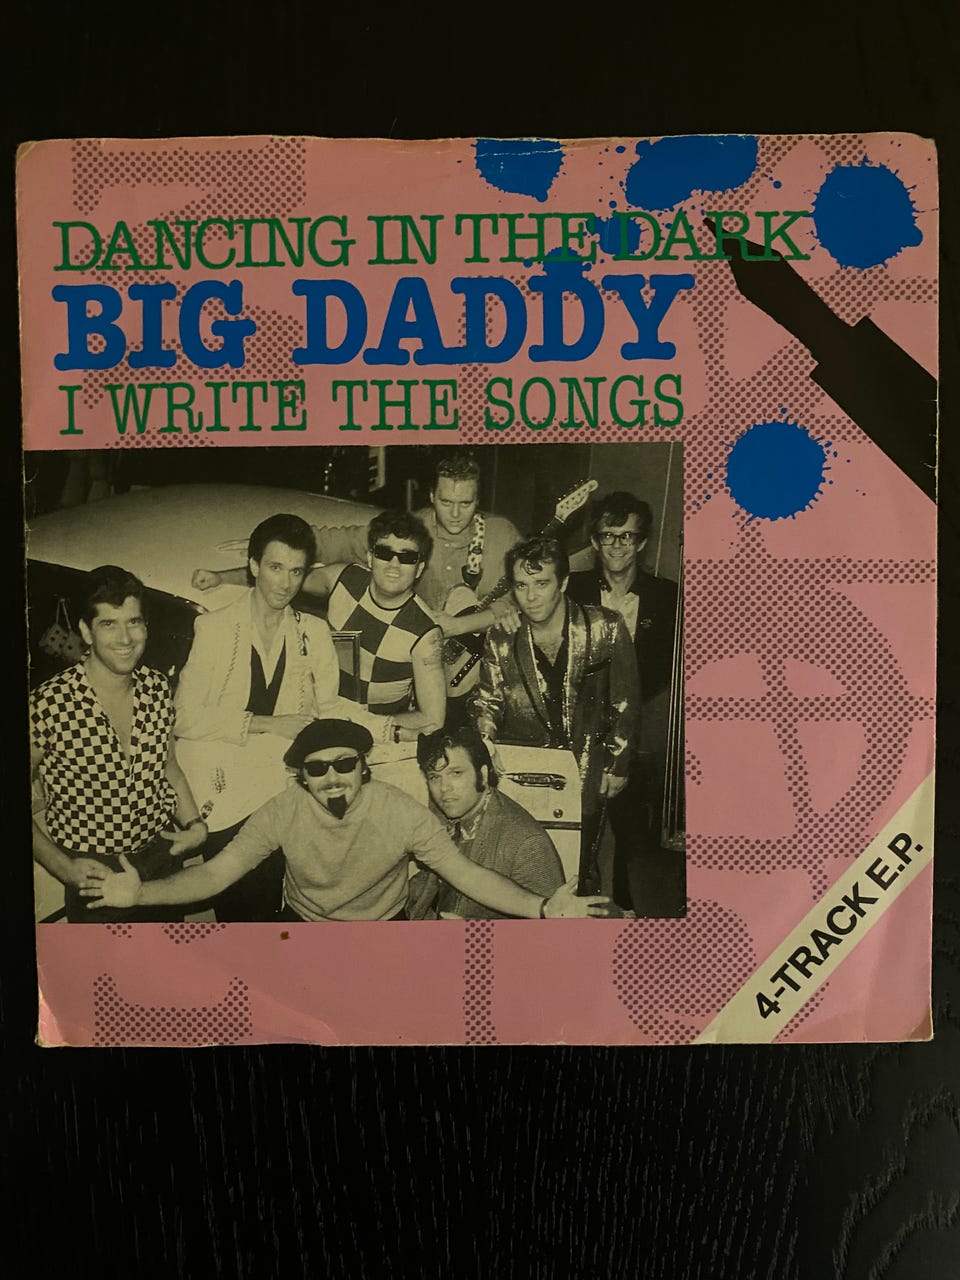 DANCING IN THE DARK
BIG DADDY
I WRITE THE SONGS
4-TRACK E.P.